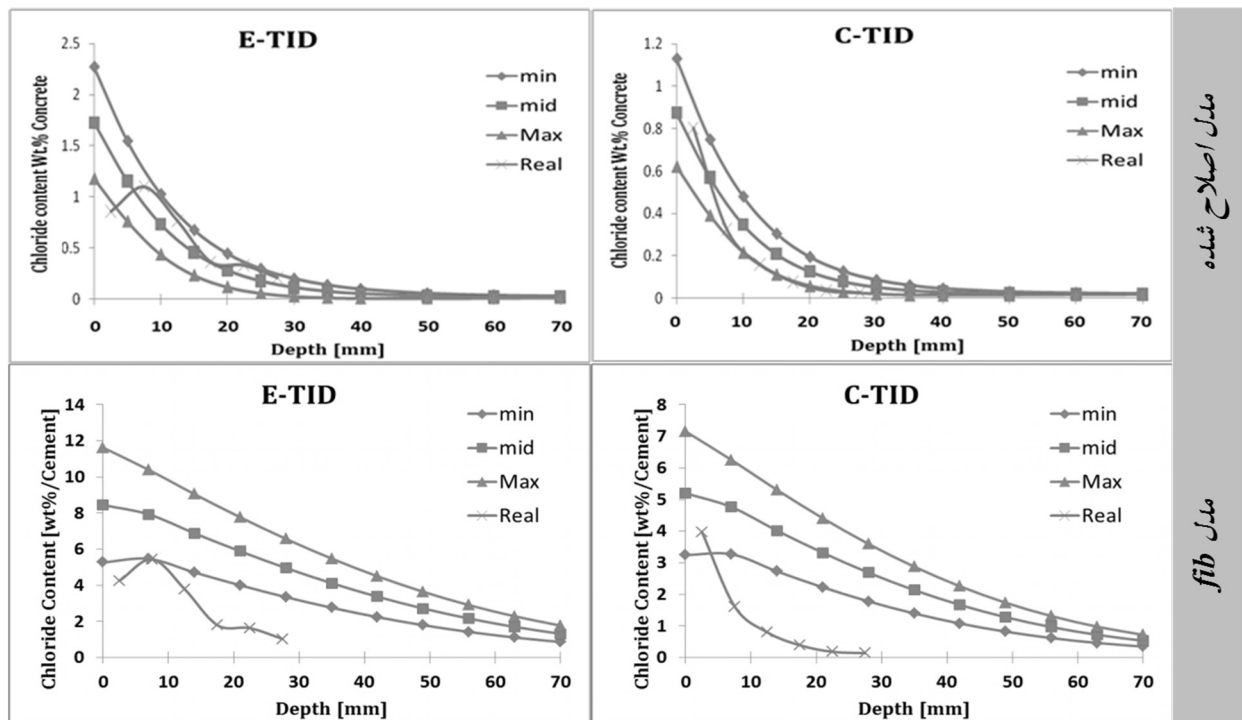 E-TID
Chloride content Wt.% Concrete
2.5
2
1.5
1
0.5
0
0 10 20 30 40 50 60 70
Depth [mm]
min
mid
Max
Real
C-TID
Chloride content Wt.% Concrete
1.2
1
0.8
0.6
0.4
0.2
0
0 10 20 30 40 50 60 70
Depth [mm]
min
mid
Max
Real
مدل اصلاح شده
E-TID
Chloride Content [wt%/Cement]
14
12
10
8
6
4
2
0
0 10 20 30 40 50 60 70
Depth [mm]
min
mid
Max
Real
C-TID
Chloride Content [wt%/Cement]
8
7
6
5
4
3
2
1
0
0 10 20 30 40 50 60 70
Depth [mm]
min
mid
Max
Real
مدل fib